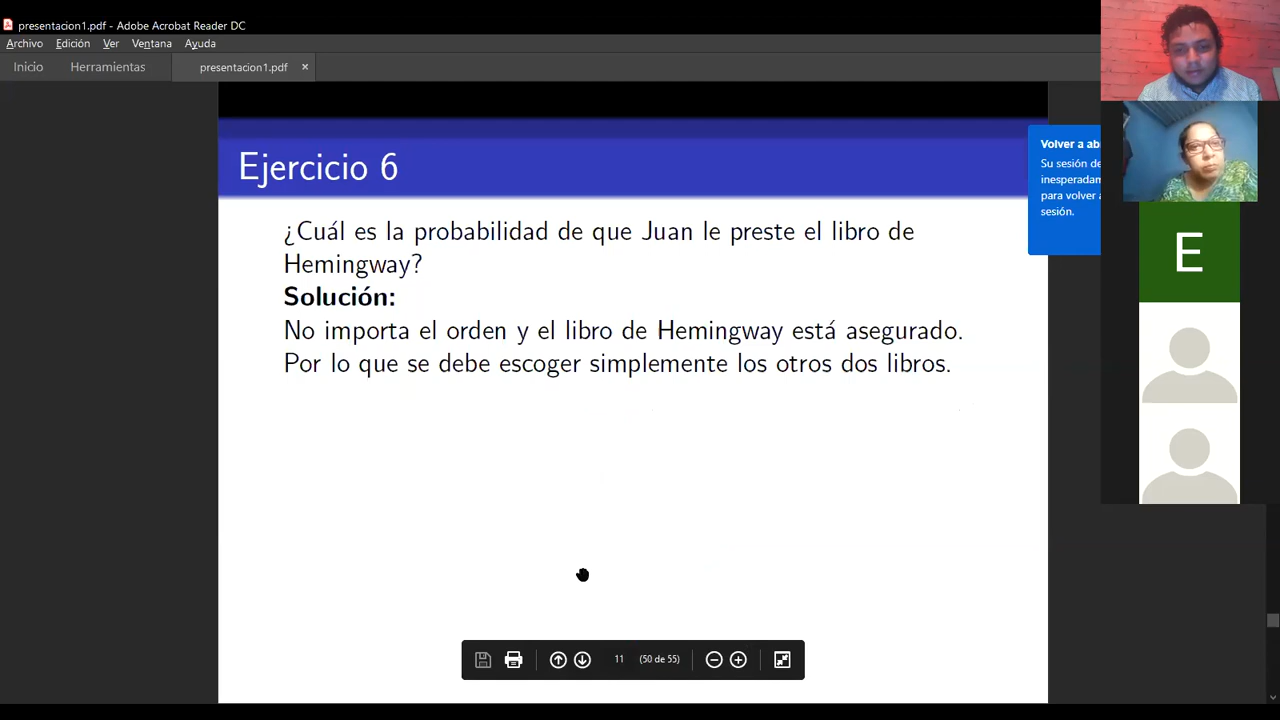 presentacion1.pdf - Adobe Acrobat Reader DC
Archivo Edición Ver Ventana Ayuda
Inicio Herramientas presentacion1.pdf ×
Ejercicio 6
¿Cuál es la probabilidad de que Juan le preste el libro de
Hemingway?
Solución:
No importa el orden y el libro de Hemingway está asegurado.
Por lo que se debe escoger simplemente los otros dos libros.
Volver a ab
Su sesión de
inesperadam
para volver a
sesión.
E
11 (50 de 55)